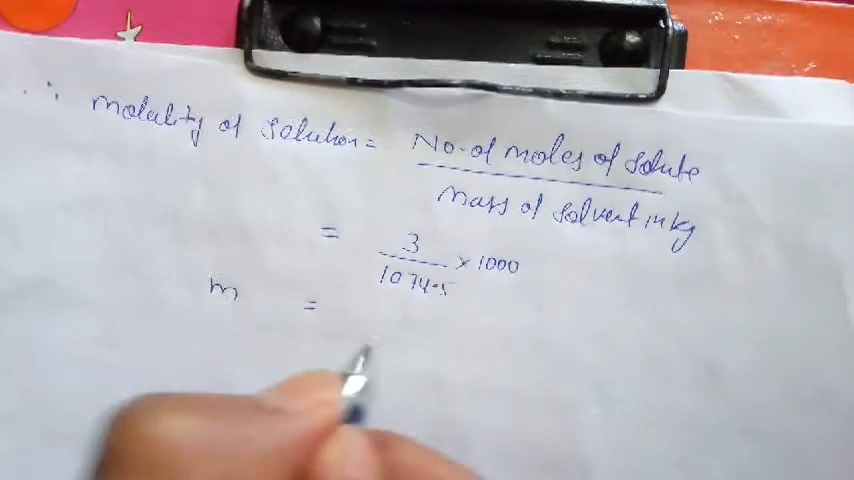 ∴ molality of solution = No. of moles of solute / mass of solvent in kg
= 3 / 1074.5 × 1000
m =